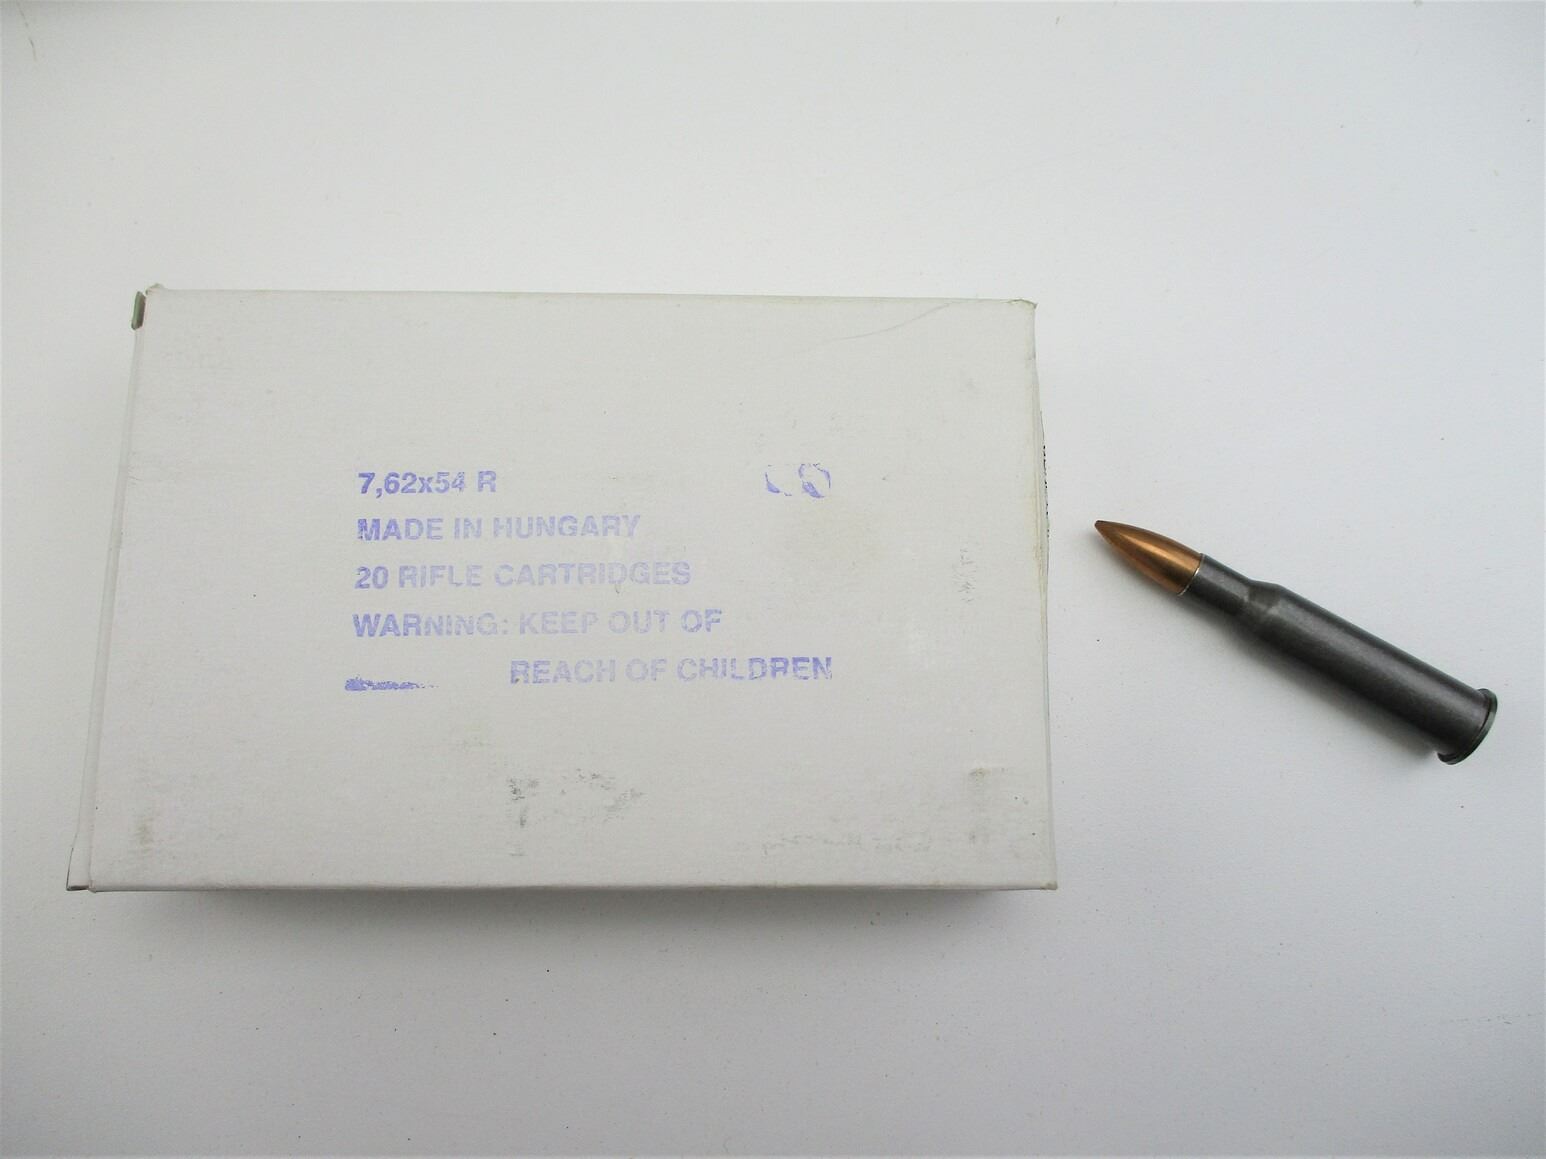 7,62x54 R
MADE IN HUNGARY
20 RIFLE CARTRIDGES
WARNING: KEEP OUT OF
REACH OF CHILDREN